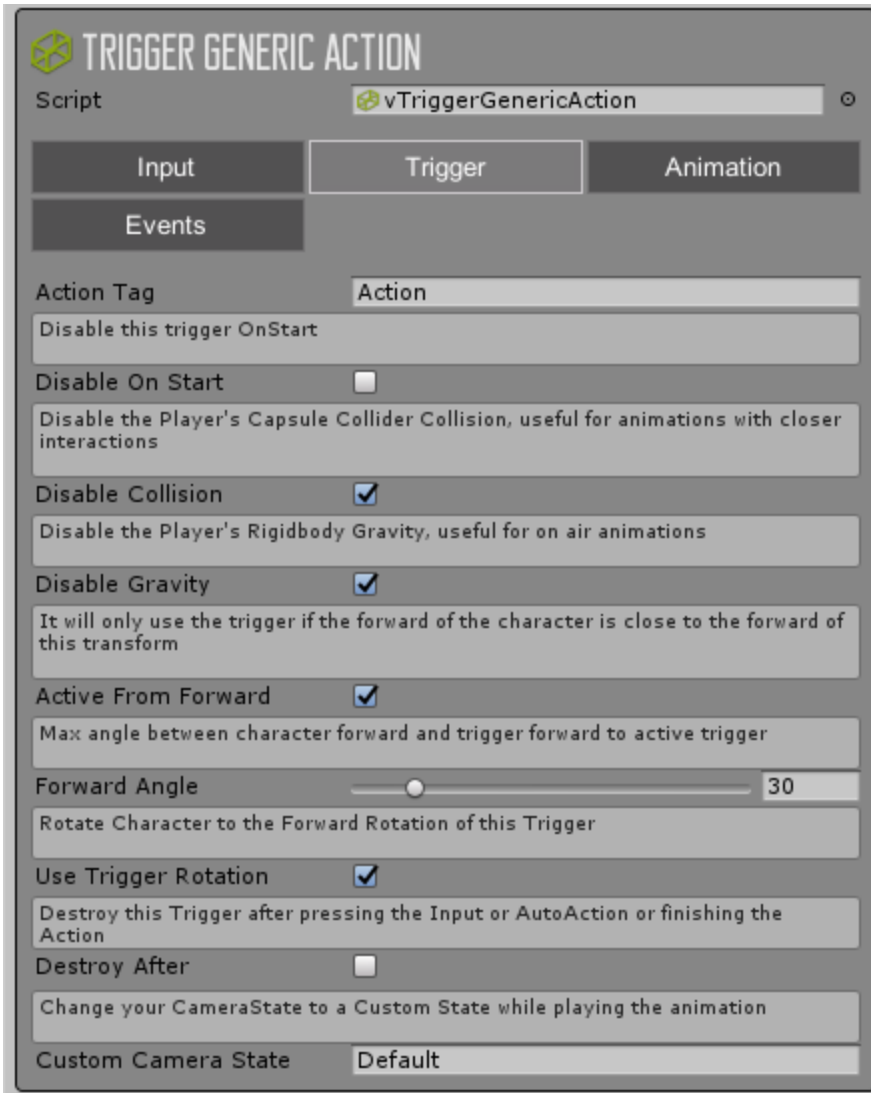 TRIGGER GENERIC ACTION
Script vTriggerGenericAction
Input Trigger Animation
Events
Action Tag Action
Disable this trigger OnStart
Disable On Start
Disable the Player's Capsule Collider Collision, useful for animations with closer
interactions
Disable Collision
Disable the Player's Rigidbody Gravity, useful for on air animations
Disable Gravity
It will only use the trigger if the forward of the character is close to the forward of
this transform
Active From Forward
Max angle between character forward and trigger forward to active trigger
Forward Angle 30
Rotate Character to the Forward Rotation of this Trigger
Use Trigger Rotation
Destroy this Trigger after pressing the Input or AutoAction or finishing the
Action
Destroy After
Change your CameraState to a Custom State while playing the animation
Custom Camera State Default